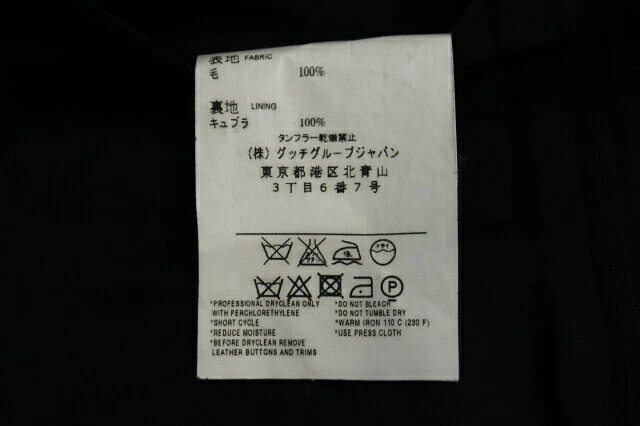 表地 FABRIC
毛 100%
裏地 LINING
キュプラ 100%
タンフラー乾燥禁止
(株) グッチグループジャパン
東京都港区北青山
3丁目6番7号
ドライ
P
*PROFESSIONAL DRYCLEAN ONLY
WITH PERCHLORETHYLENE
*SHORT CYCLE
*REDUCE MOISTURE
*BEFORE DRYCLEAN REMOVE
LEATHER BUTTONS AND TRIMS
*DO NOT BLEACH
*DO NOT TUMBLE DRY
*WARM IRON 110 C (230 F)
*USE PRESS CLOTH